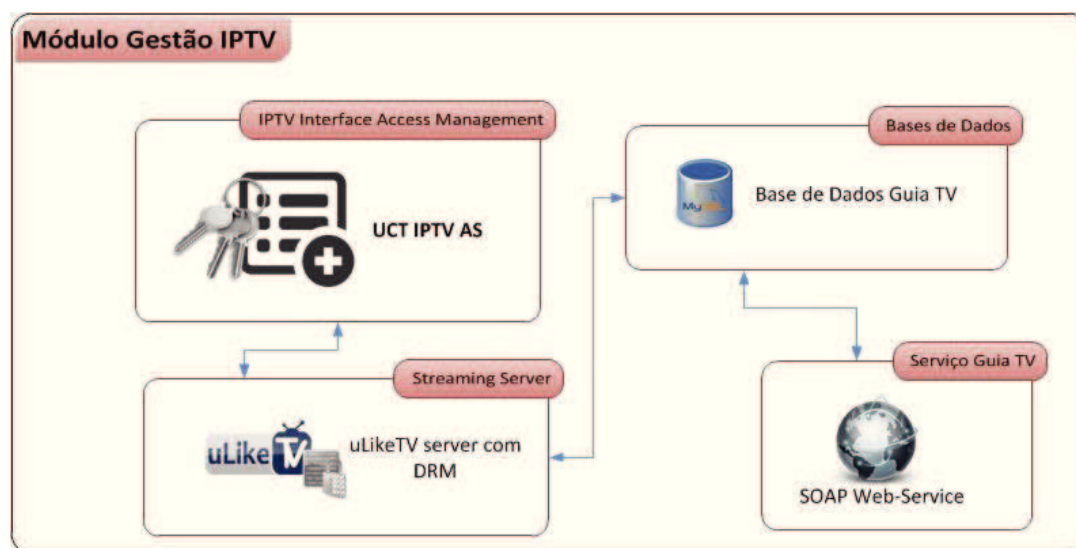 Módulo Gestão IPTV
IPTV Interface Access Management
UCT IPTV AS
Bases de Dados
Base de Dados Guia TV
Streaming Server
uLike TV
uLikeTV server com
DRM
Serviço Guia TV
SOAP Web-Service